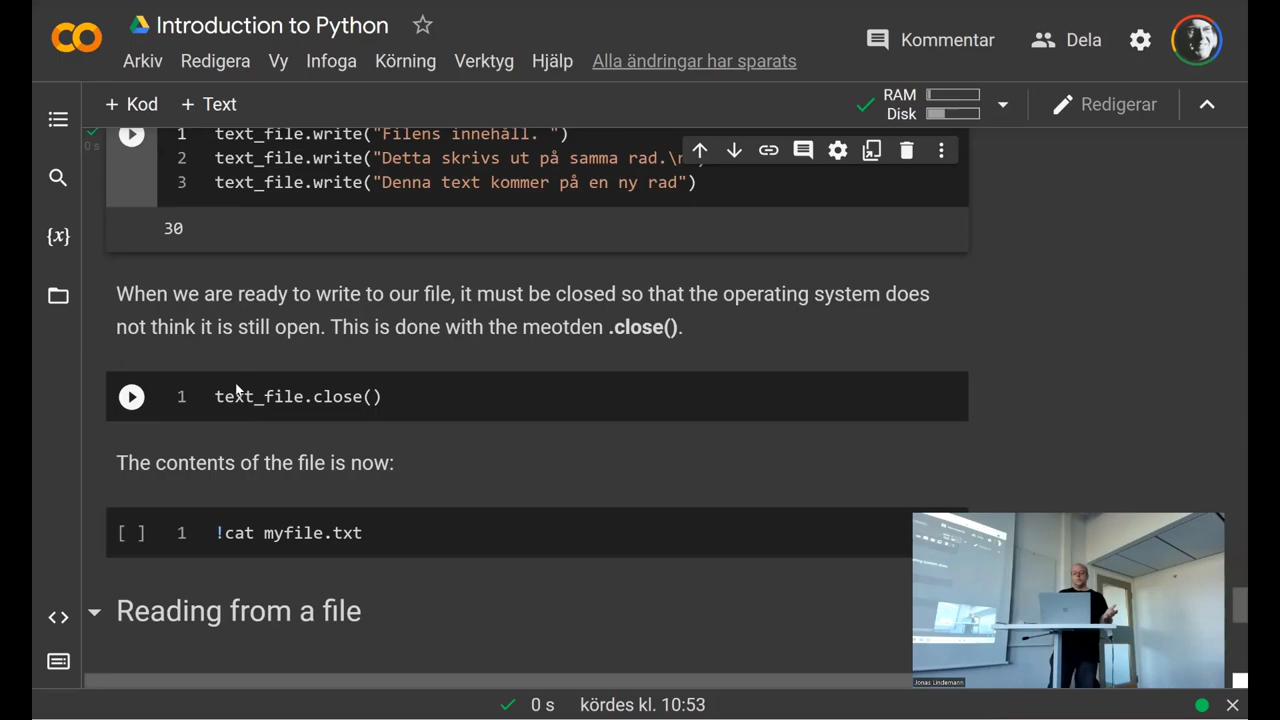 Introduction to Python
Kommentar
Dela
Arkiv Redigera Vy Infoga Körning Verktyg Hjälp Alla ändringar har sparats
+ Kod + Text
RAM
Disk
Redigerar
0 s
1 text_file.write("Filens innehåll. ")
2 text_file.write("Detta skrivs ut på samma rad.\n
3 text_file.write("Denna text kommer på en ny rad")
30
{x}
When we are ready to write to our file, it must be closed so that the operating system does
not think it is still open. This is done with the meotden .close().
1 text_file.close()
The contents of the file is now:
[ ] 1 !cat myfile.txt
Reading from a file
Jonas Lindemann
0 s kördes kl. 10:53